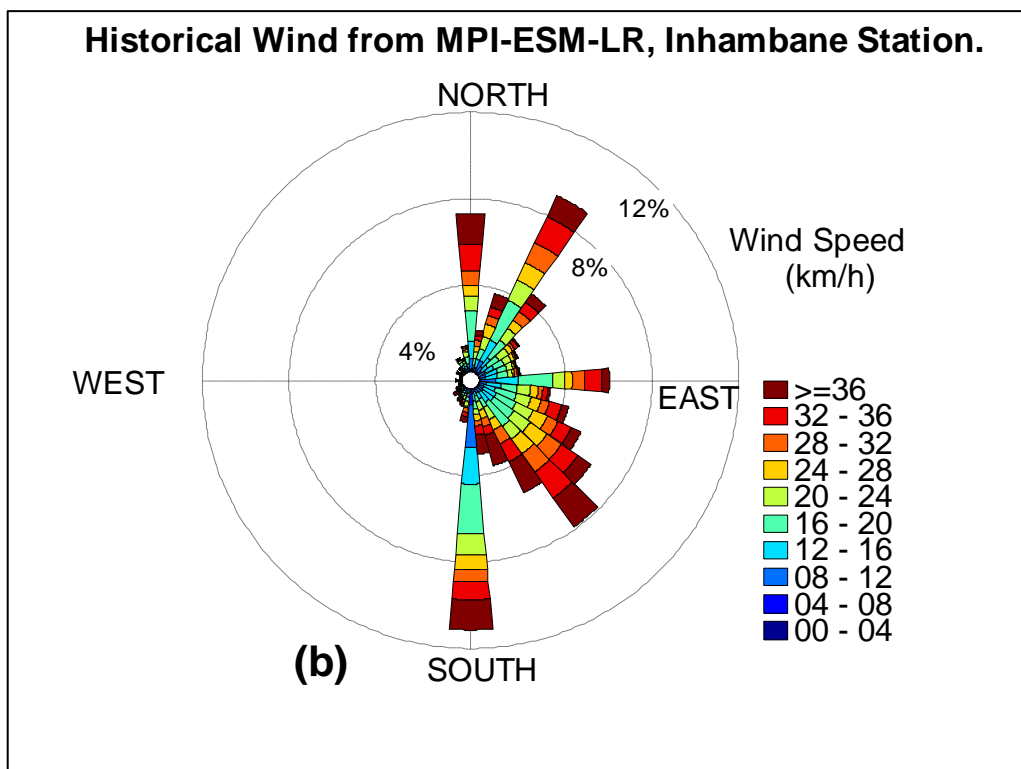 Historical Wind from MPI-ESM-LR, Inhambane Station.
NORTH
12%
Wind Speed
(km/h)
8%
4%
WEST
EAST
>=36
32 - 36
28 - 32
24 - 28
20 - 24
16 - 20
12 - 16
08 - 12
04 - 08
00 - 04
(b)
SOUTH